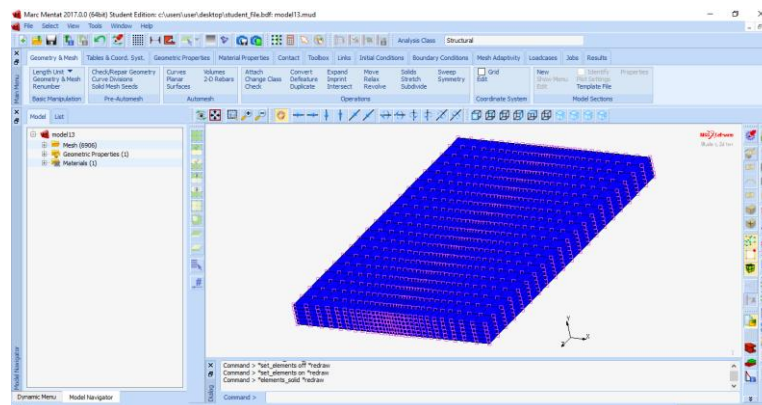 Marc Mentat 2017.0.0 (64bit) Student Edition: c:\users\user\desktop\student_file.bdf: model13.mud
File Select View Tools Window Help
Analysis Class Structural
Geometry & Mesh Tables & Coord. Syst. Geometric Properties Material Properties Contact Toolbox Links Initial Conditions Boundary Conditions Mesh Adaptivity Loadcases Jobs Results
Length Unit Check/Repair Geometry Curves Volumes Attach Convert Expand Move Solids Sweep Grid New Identify Properties
Geometry & Mesh Curve Divisions Planar 2-D Rebars Change Class Defeature Imprint Relax Stretch Symmetry Edit Show Menu Plot Settings
Renumber Solid Mesh Seeds Surfaces Check Duplicate Intersect Revolve Subdivide Edit Template File
Basic Manipulation Pre-Automesh Automesh Operations Coordinate System Model Sections
Main Menu
Model List
model13
Mesh (6906)
Geometric Properties (1)
Materials (1)
Model Navigator
Command > *set_elements off *redraw
Command > *set_elements on *redraw
Command > *elements_solid *redraw
Dialog
Command >
Dynamic Menu Model Navigator